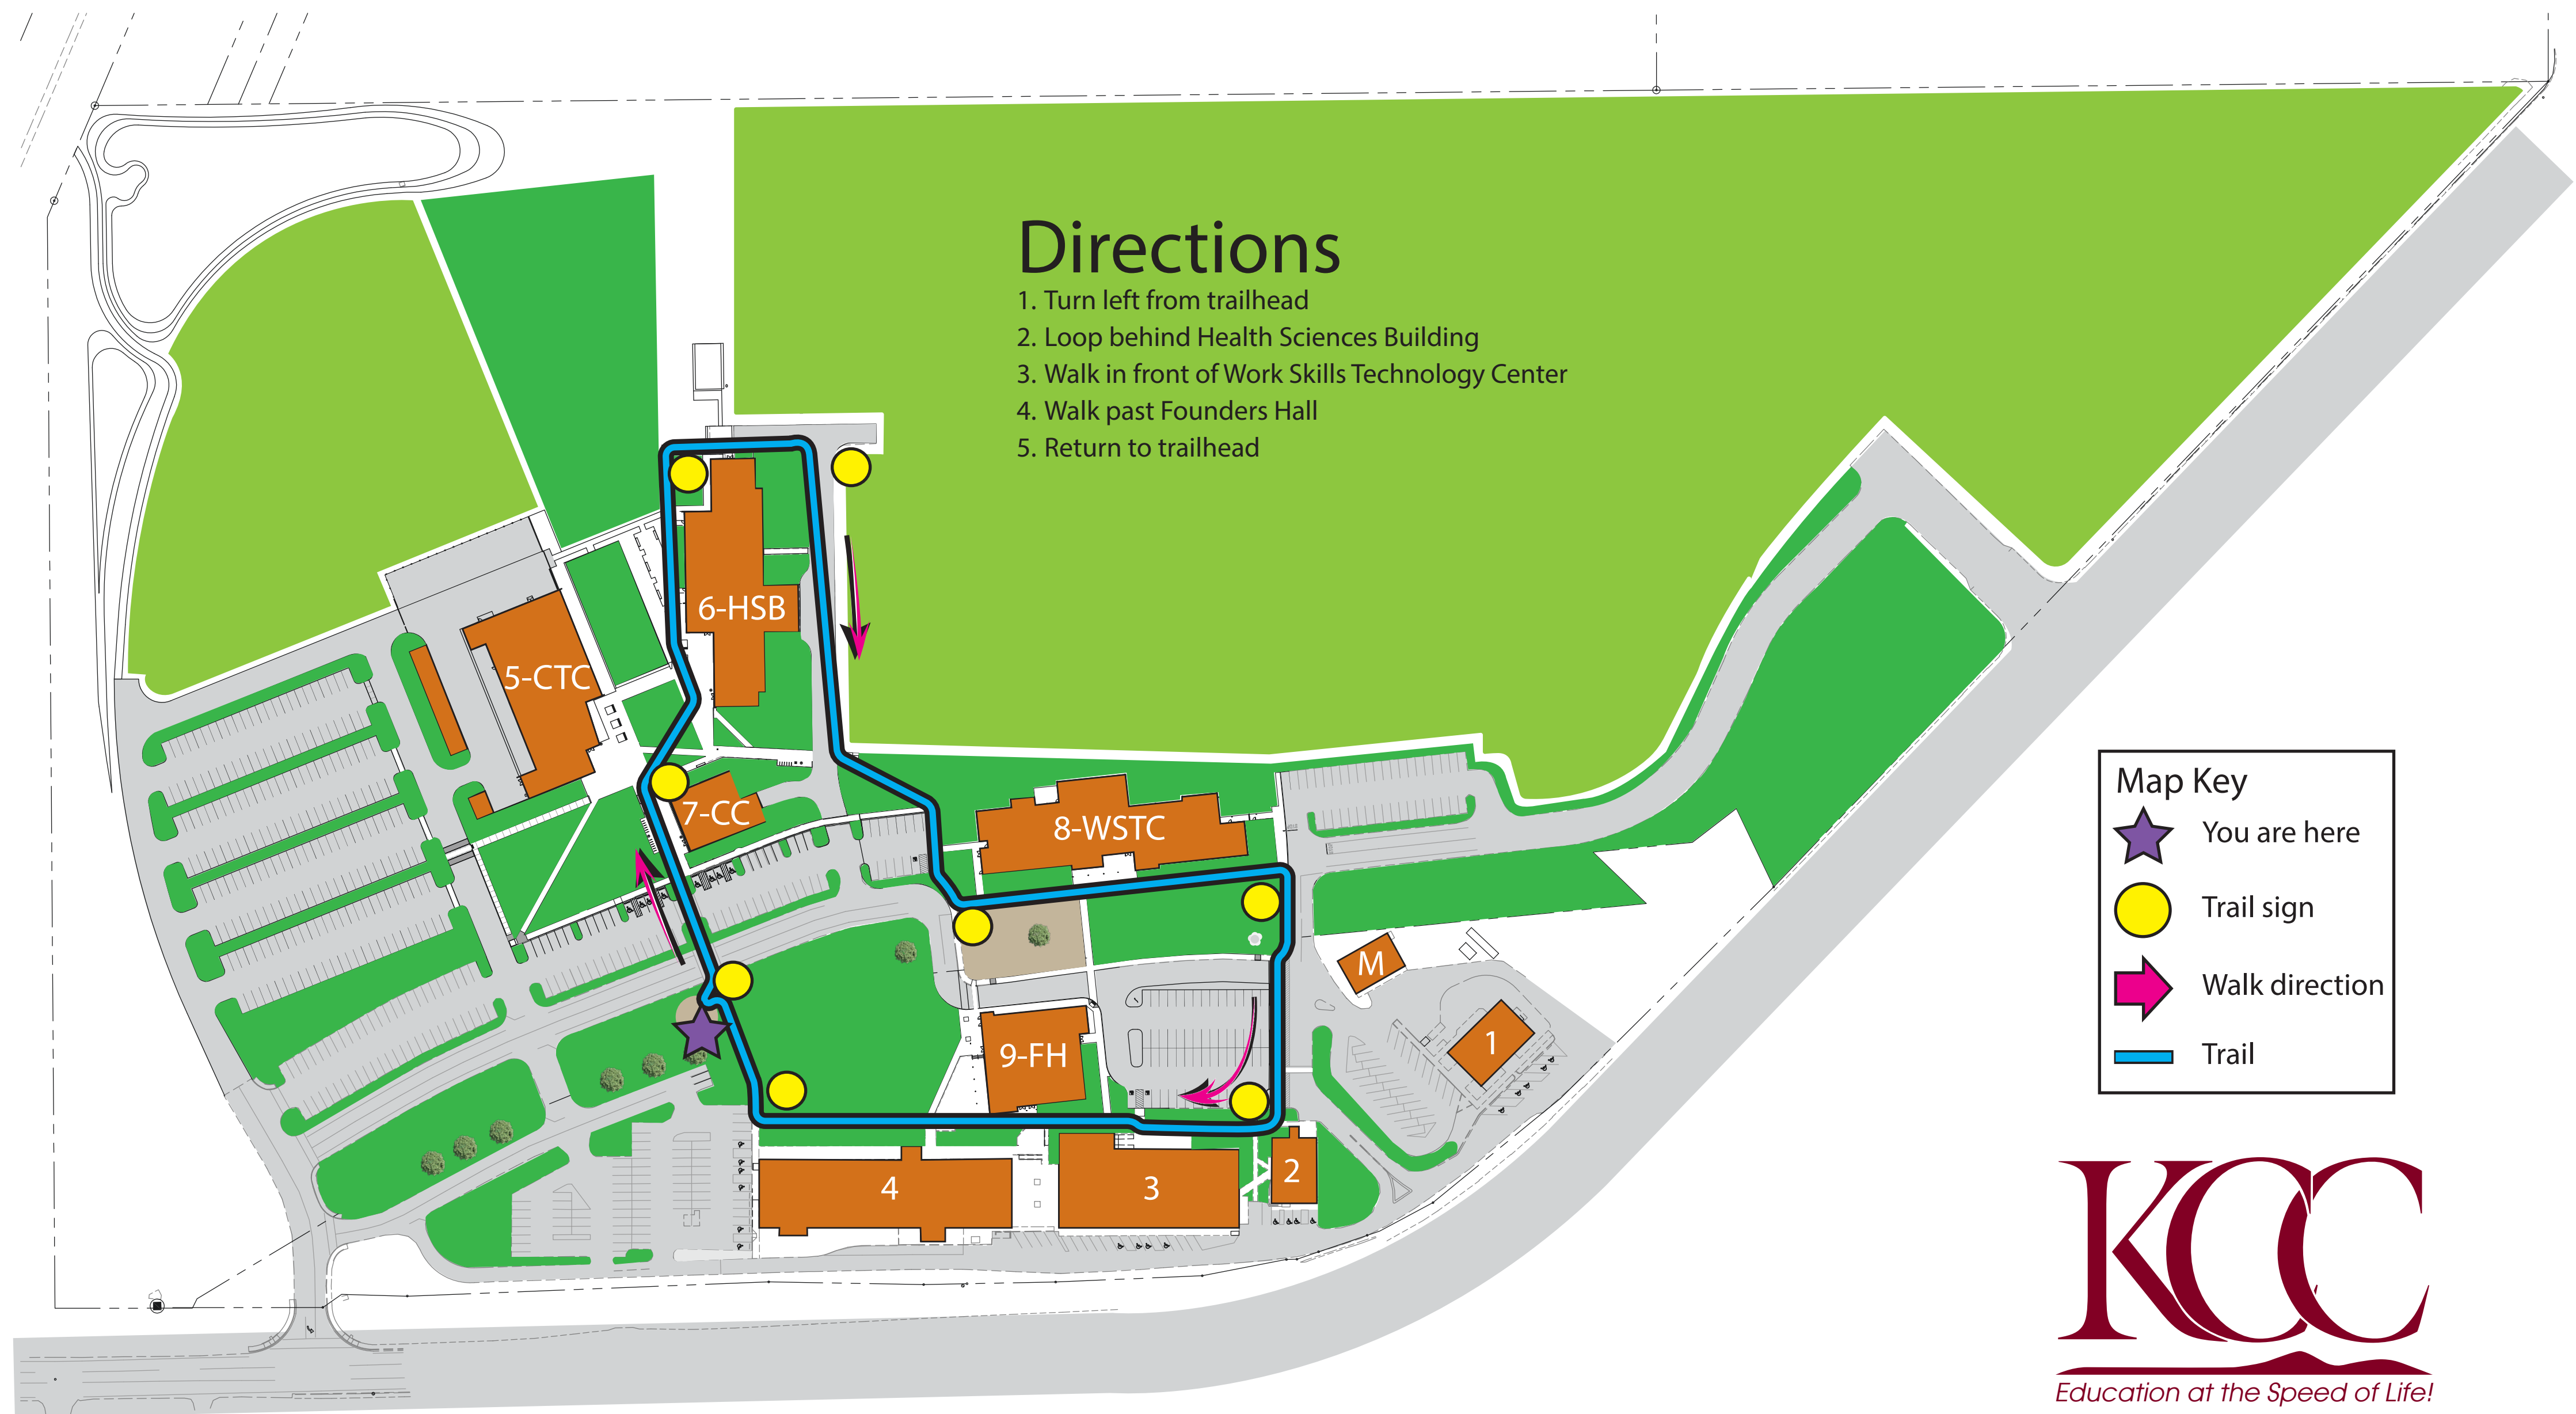 Directions
1. Turn left from trailhead
2. Loop behind Health Sciences Building
3. Walk in front of Work Skills Technology Center
4. Walk past Founders Hall
5. Return to trailhead
6-HSB
5-CTC
7-CC
8-WSTC
M
1
9-FH
2
4
3
Map Key
You are here
Trail sign
Walk direction
Trail
KCC
Education at the Speed of Life!